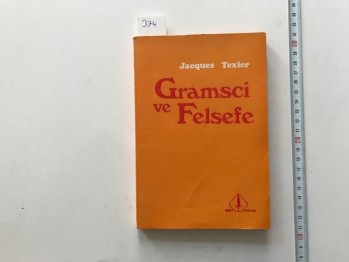 374
Jacques Texier
Gramsci
ve Felsefe